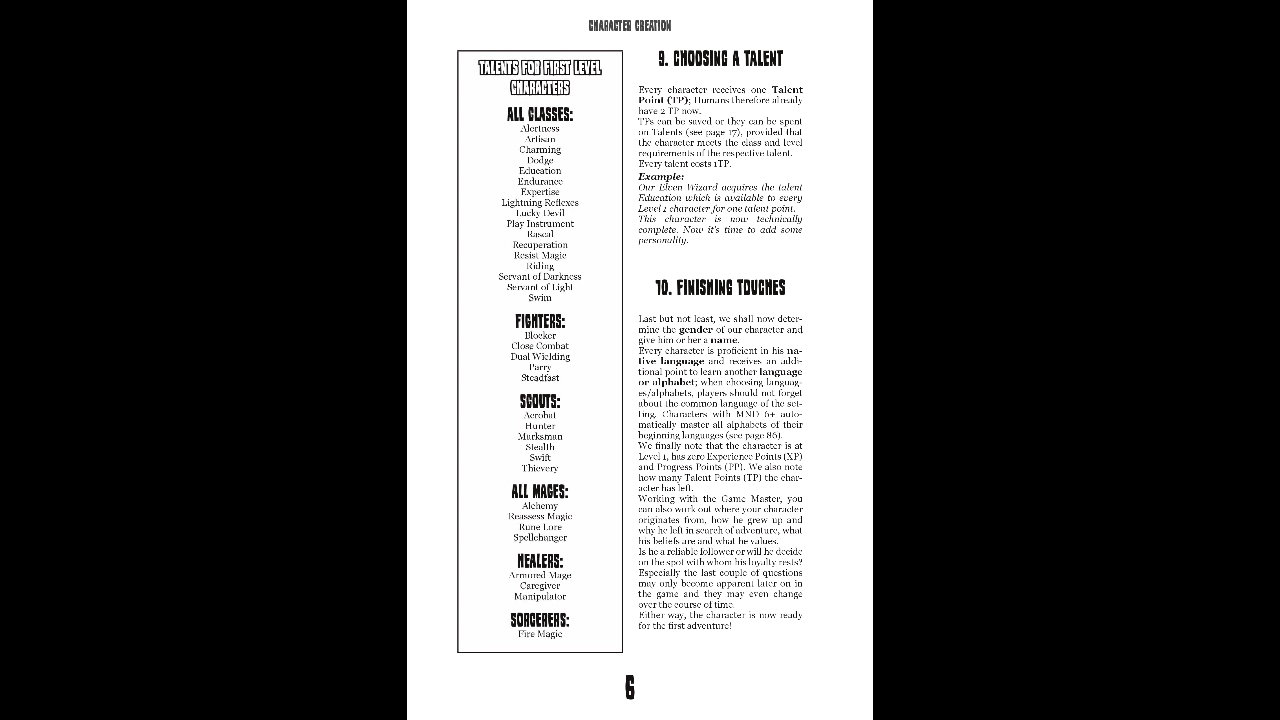 CHARACTER CREATION
TALENTS FOR FIRST LEVEL
CHARACTERS
ALL CLASSES:
Alertness
Artisan
Charming
Dodge
Education
Endurance
Expertise
Lightning Reflexes
Lucky Devil
Play Instrument
Rascal
Recuperation
Resist Magic
Riding
Servant of Darkness
Servant of Light
Swim
FIGHTERS:
Blocker
Close Combat
Dual Wielding
Parry
Steadfast
SCOUTS:
Acrobat
Hunter
Marksman
Stealth
Swift
Thievery
ALL MAGES:
Alchemy
Reassess Magic
Rune Lore
Spellchanger
HEALERS:
Armored Mage
Caregiver
Manipulator
SORCERERS:
Fire Magic
9. CHOOSING A TALENT
Every character receives one Talent
Point (TP); Humans therefore already
have 2 TP now.
TPs can be saved or they can be spent
on Talents (see page 17), provided that
the character meets the class and level
requirements of the respective talent.
Every talent costs 1TP.
Example:
Our Elven Wizard acquires the talent
Education which is available to every
Level 1 character for one talent point.
This character is now technically
complete. Now it's time to add some
personality.
10. FINISHING TOUCHES
Last but not least, we shall now deter-
mine the gender of our character and
give him or her a name.
Every character is proficient in his na-
tive language and receives an addi-
tional point to learn another language
or alphabet; when choosing languag-
es/alphabets, players should not forget
about the common language of the set-
ting. Characters with MND 6+ auto-
matically master all alphabets of their
beginning languages (see page 86).
We finally note that the character is at
Level 1, has zero Experience Points (XP)
and Progress Points (PP). We also note
how many Talent Points (TP) the char-
acter has left.
Working with the Game Master, you
can also work out where your character
originates from, how he grew up and
why he left in search of adventure, what
his beliefs are and what he values.
Is he a reliable follower or will he decide
on the spot with whom his loyalty rests?
Especially the last couple of questions
may only become apparent later on in
the game and they may even change
over the course of time.
Either way, the character is now ready
for the first adventure!
6